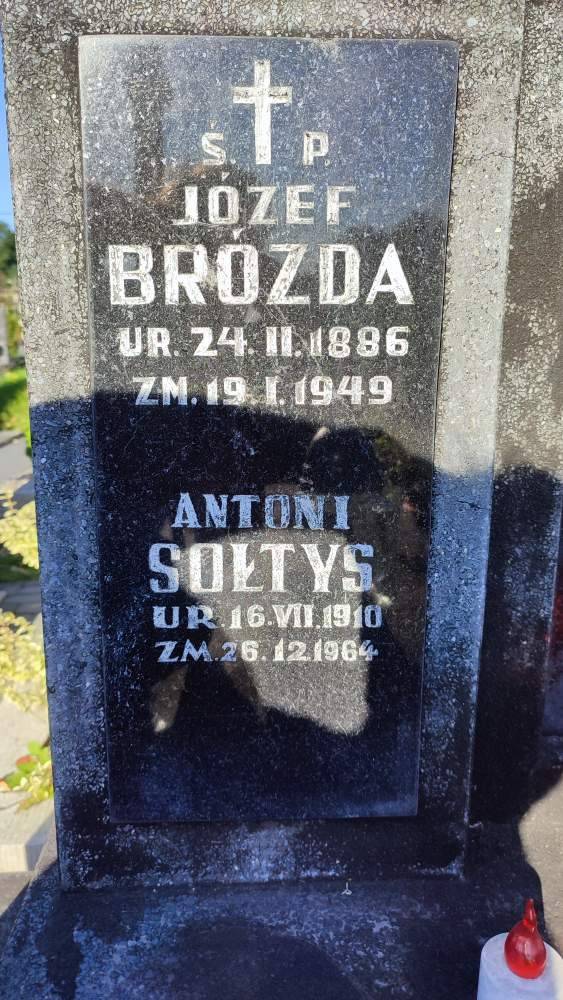 Ś. P.
JÓZEF
BRÓZDA
UR. 24. II. 1886
ZM. 19. I. 1949
ANTONI
SOŁTYS
UR. 16. VII. 1910
ZM. 26. 12. 1964